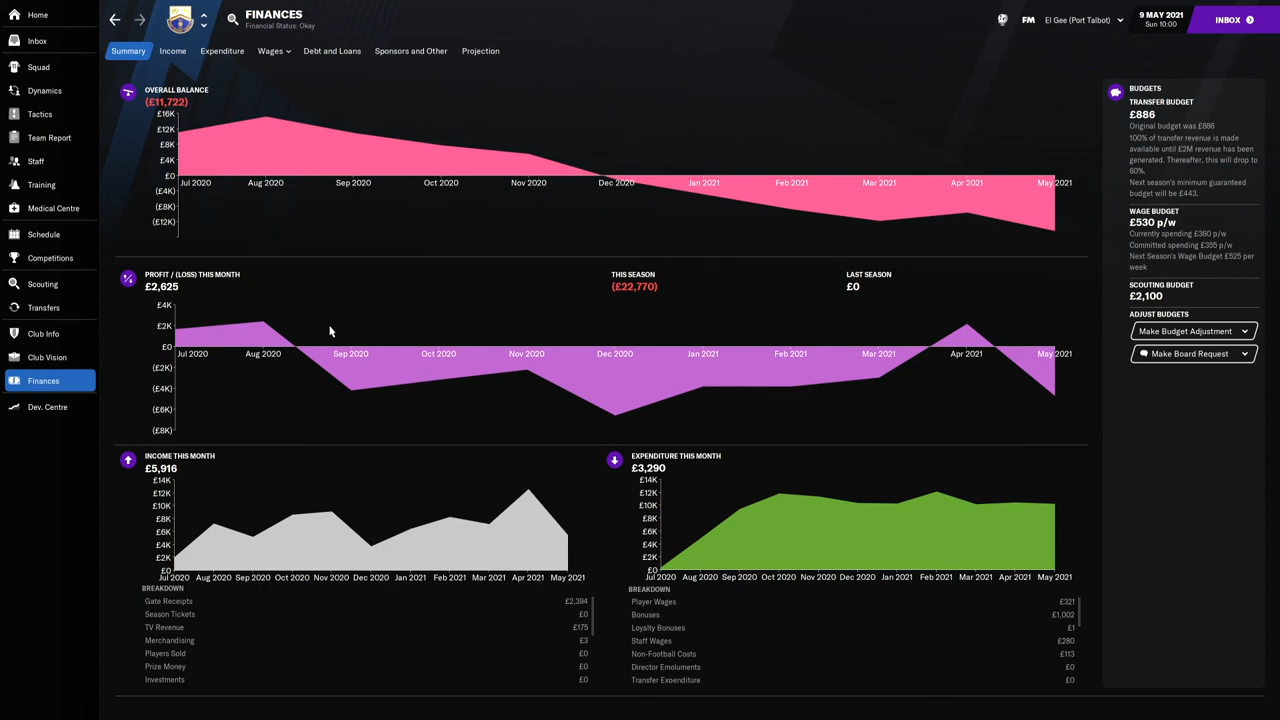 Home
Inbox
Squad
Dynamics
Tactics
Team Report
Staff
Training
Medical Centre
Schedule
Competitions
Scouting
Transfers
Club Info
Club Vision
Finances
Dev. Centre
FINANCES
Financial Status: Okay
FM
El Gee (Port Talbot)
9 MAY 2021
Sun 10:00
INBOX
Summary
Income
Expenditure
Wages
Debt and Loans
Sponsors and Other
Projection
OVERALL BALANCE
(£11,722)
£16K
£12K
£8K
£4K
£0
(£4K)
(£8K)
(£12K)
Jul 2020 Aug 2020 Sep 2020 Oct 2020 Nov 2020 Dec 2020 Jan 2021 Feb 2021 Mar 2021 Apr 2021 May 2021
PROFIT / (LOSS) THIS MONTH
£2,625
THIS SEASON
(£22,770)
LAST SEASON
£0
£4K
£2K
£0
(£2K)
(£4K)
(£6K)
(£8K)
Jul 2020 Aug 2020 Sep 2020 Oct 2020 Nov 2020 Dec 2020 Jan 2021 Feb 2021 Mar 2021 Apr 2021 May 2021
INCOME THIS MONTH
£5,916
£14K
£12K
£10K
£8K
£6K
£4K
£2K
£0
Jul 2020 Aug 2020 Sep 2020 Oct 2020 Nov 2020 Dec 2020 Jan 2021 Feb 2021 Mar 2021 Apr 2021 May 2021
BREAKDOWN
Gate Receipts £2,394
Season Tickets £0
TV Revenue £175
Merchandising £3
Players Sold £0
Prize Money £0
Investments £0
EXPENDITURE THIS MONTH
£3,290
£14K
£12K
£10K
£8K
£6K
£4K
£2K
£0
Jul 2020 Aug 2020 Sep 2020 Oct 2020 Nov 2020 Dec 2020 Jan 2021 Feb 2021 Mar 2021 Apr 2021 May 2021
BREAKDOWN
Player Wages £321
Bonuses £1,002
Loyalty Bonuses £1
Staff Wages £280
Non-Football Costs £113
Director Emoluments £0
Transfer Expenditure £0
BUDGETS
TRANSFER BUDGET
£886
Original budget was £886
100% of transfer revenue is made
available until £2M revenue has been
generated. Thereafter, this will drop to
60%.
Next season's minimum guaranteed
budget will be £443.
WAGE BUDGET
£530 p/w
Currently spending £360 p/w
Committed spending £355 p/w
Next Season's Wage Budget £525 per
week
SCOUTING BUDGET
£2,100
ADJUST BUDGETS
Make Budget Adjustment
Make Board Request